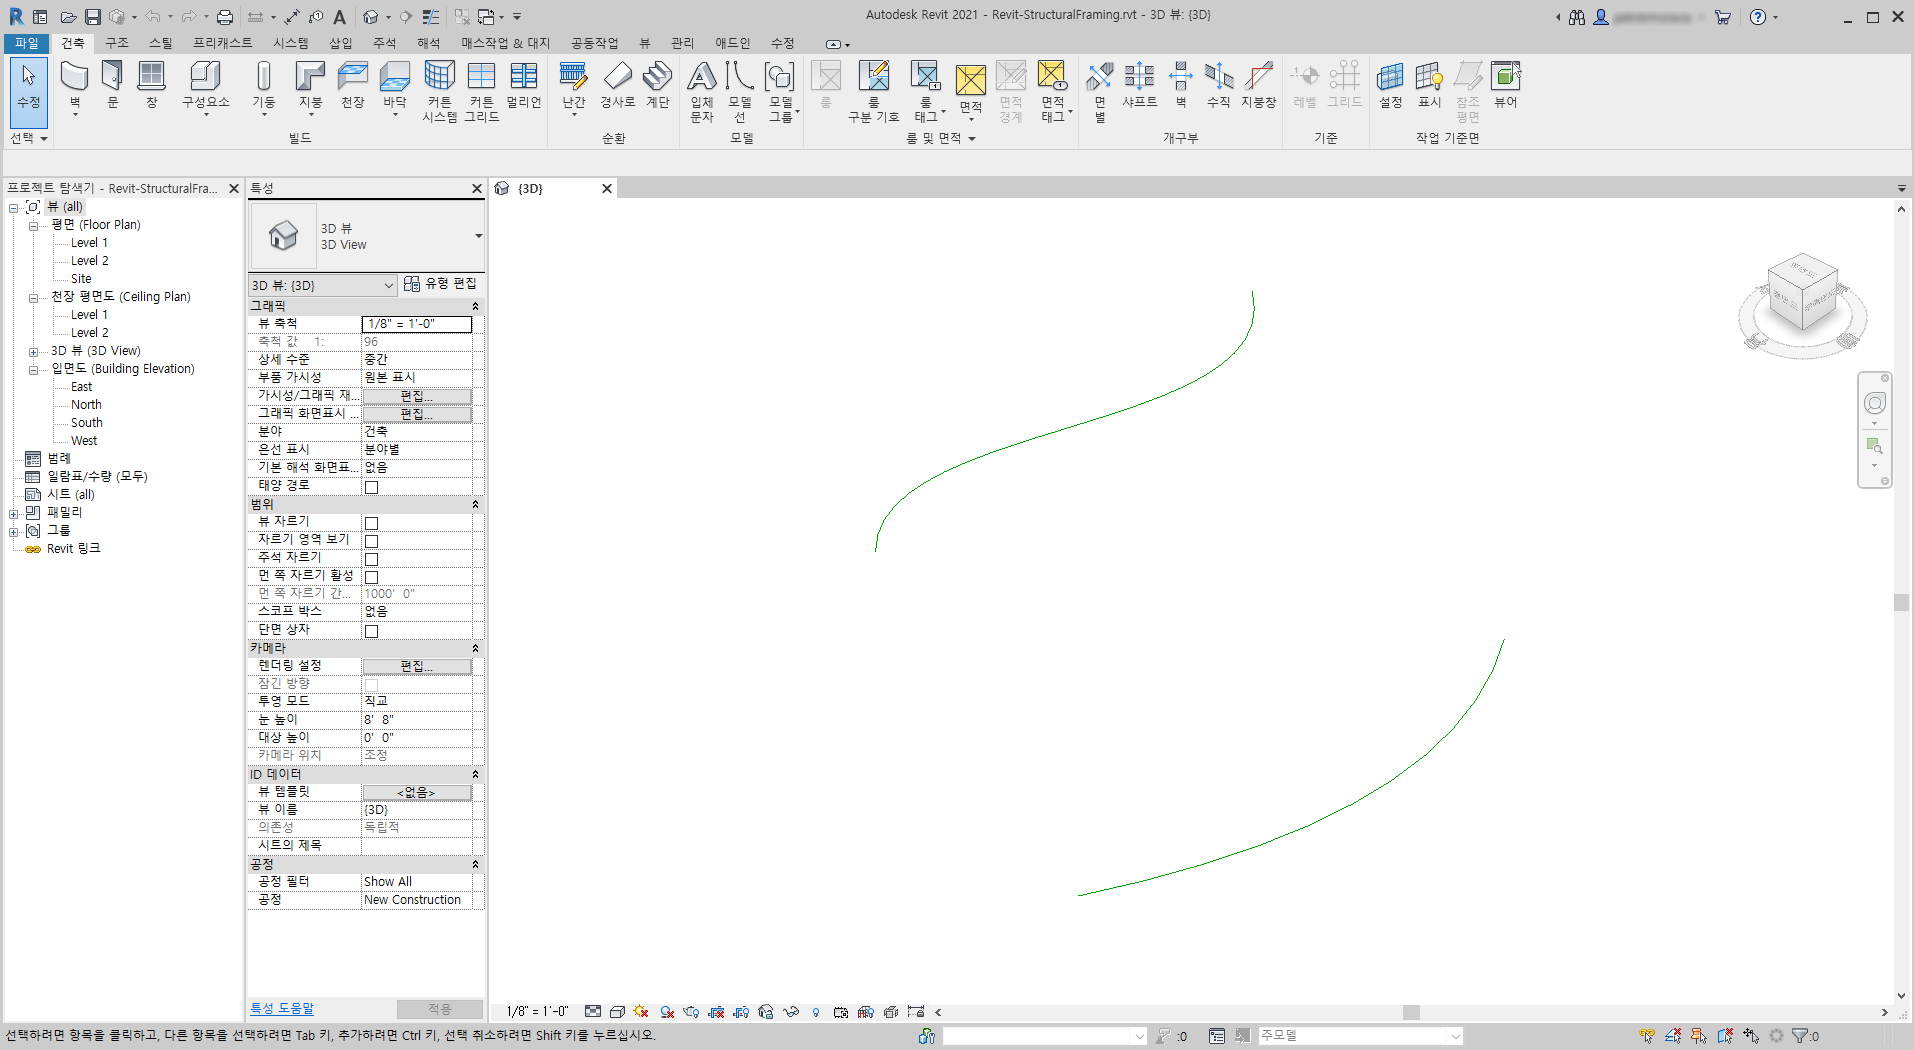 Autodesk Revit 2021 - Revit-StructuralFraming.rvt - 3D 뷰: {3D}
파일 건축 구조 스틸 프리캐스트 시스템 삽입 주석 해석 매스작업 & 대지 공동작업 뷰 관리 애드인 수정
수정
벽
문
창
구성요소
기둥
지붕
천장
바닥
커튼 시스템
커튼 그리드
멀리언
난간
경사로
계단
입체 문자
모델 선
모델 그룹
룸
룸 구분 기호
룸 태그
면적
면적 경계
면적 태그
면 별
샤프트
벽
수직
지붕창
레벨
그리드
설정
표시
참조 평면
뷰어
선택 빌드 순환 모델 룸 및 면적 개구부 기준 작업 기준면
프로젝트 탐색기 - Revit-StructuralFra...
뷰 (all)
평면 (Floor Plan)
Level 1
Level 2
Site
천장 평면도 (Ceiling Plan)
Level 1
Level 2
3D 뷰 (3D View)
입면도 (Building Elevation)
East
North
South
West
범례
일람표/수량 (모두)
시트 (all)
패밀리
그룹
Revit 링크
특성
3D 뷰
3D View
3D 뷰: {3D} 유형 편집
그래픽
뷰 축척 1/8" = 1'-0"
축척 값 1: 96
상세 수준 중간
부품 가시성 원본 표시
가시성/그래픽 재... 편집...
그래픽 화면표시 ... 편집...
분야 건축
은선 표시 분야별
기본 해석 화면표... 없음
태양 경로
범위
뷰 자르기
자르기 영역 보기
주석 자르기
먼 쪽 자르기 활성
먼 쪽 자르기 간... 1000' 0"
스코프 박스 없음
단면 상자
카메라
렌더링 설정 편집...
잠긴 방향
투영 모드 직교
눈 높이 8' 8"
대상 높이 0' 0"
카메라 위치 조정
ID 데이터
뷰 템플릿 <없음>
뷰 이름 {3D}
의존성 독립적
시트의 제목
공정
공정 필터 Show All
공정 New Construction
특성 도움말 적용
{3D}
1/8" = 1'-0"
선택하려면 항목을 클릭하고, 다른 항목을 선택하려면 Tab 키, 추가하려면 Ctrl 키, 선택 취소하려면 Shift 키를 누르십시오.
:0
주모델
:0